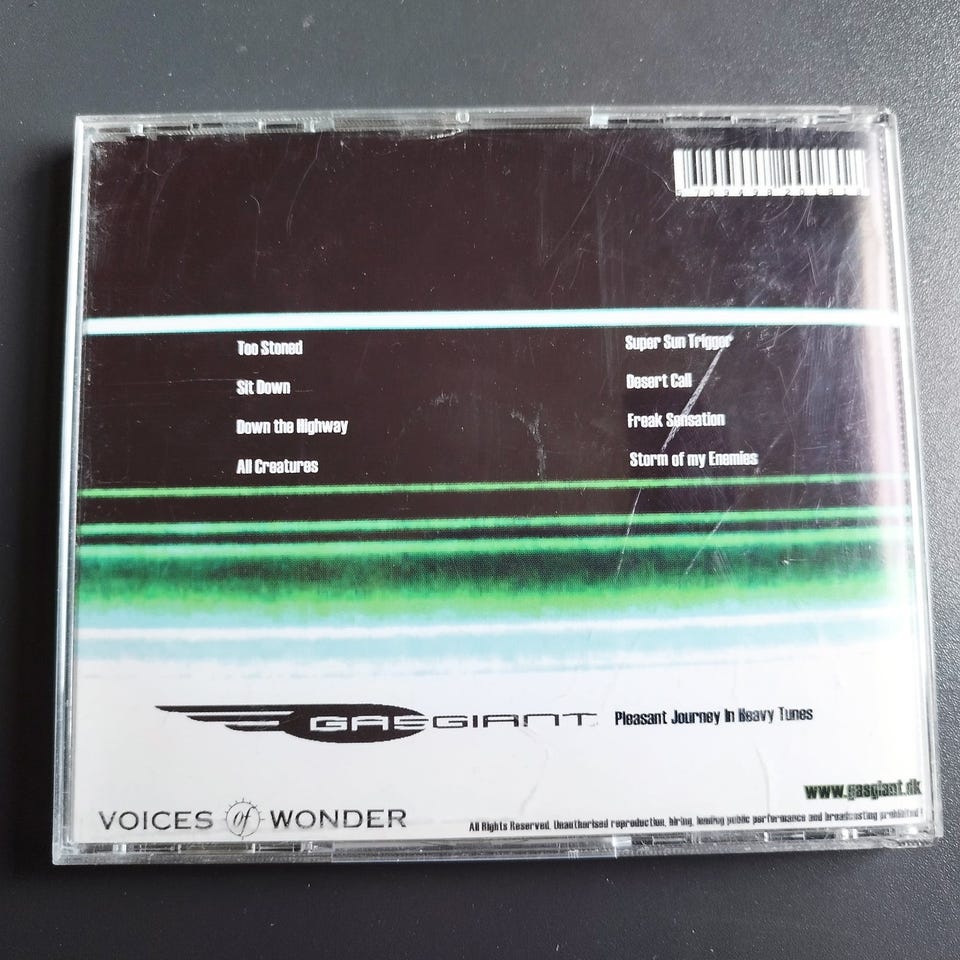 5709498201818
Too Stoned
Sit Down
Down the Highway
All Creatures
Super Sun Trigger
Desert Call
Freak Sensation
Storm of my Enemies
GASGIANT Pleasant Journey In Heavy Tunes
www.gasgiant.dk
VOICES of WONDER
All Rights Reserved. Unauthorised reproduction, hiring, lending public performance and broadcasting prohibited!